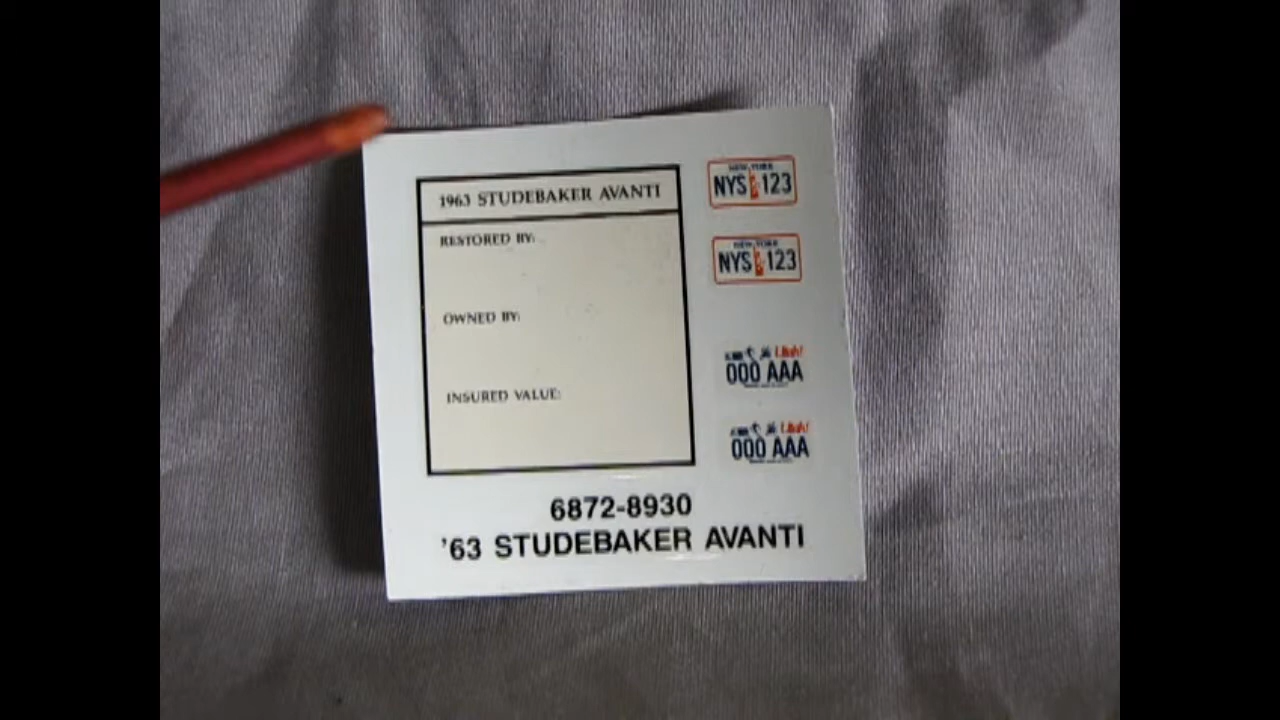 1963 STUDEBAKER AVANTI
RESTORED BY:
OWNED BY:
INSURED VALUE:
NEW YORK
NYS 123
NEW YORK
NYS 123
Utah!
000 AAA
Utah!
000 AAA
6872-8930
'63 STUDEBAKER AVANTI